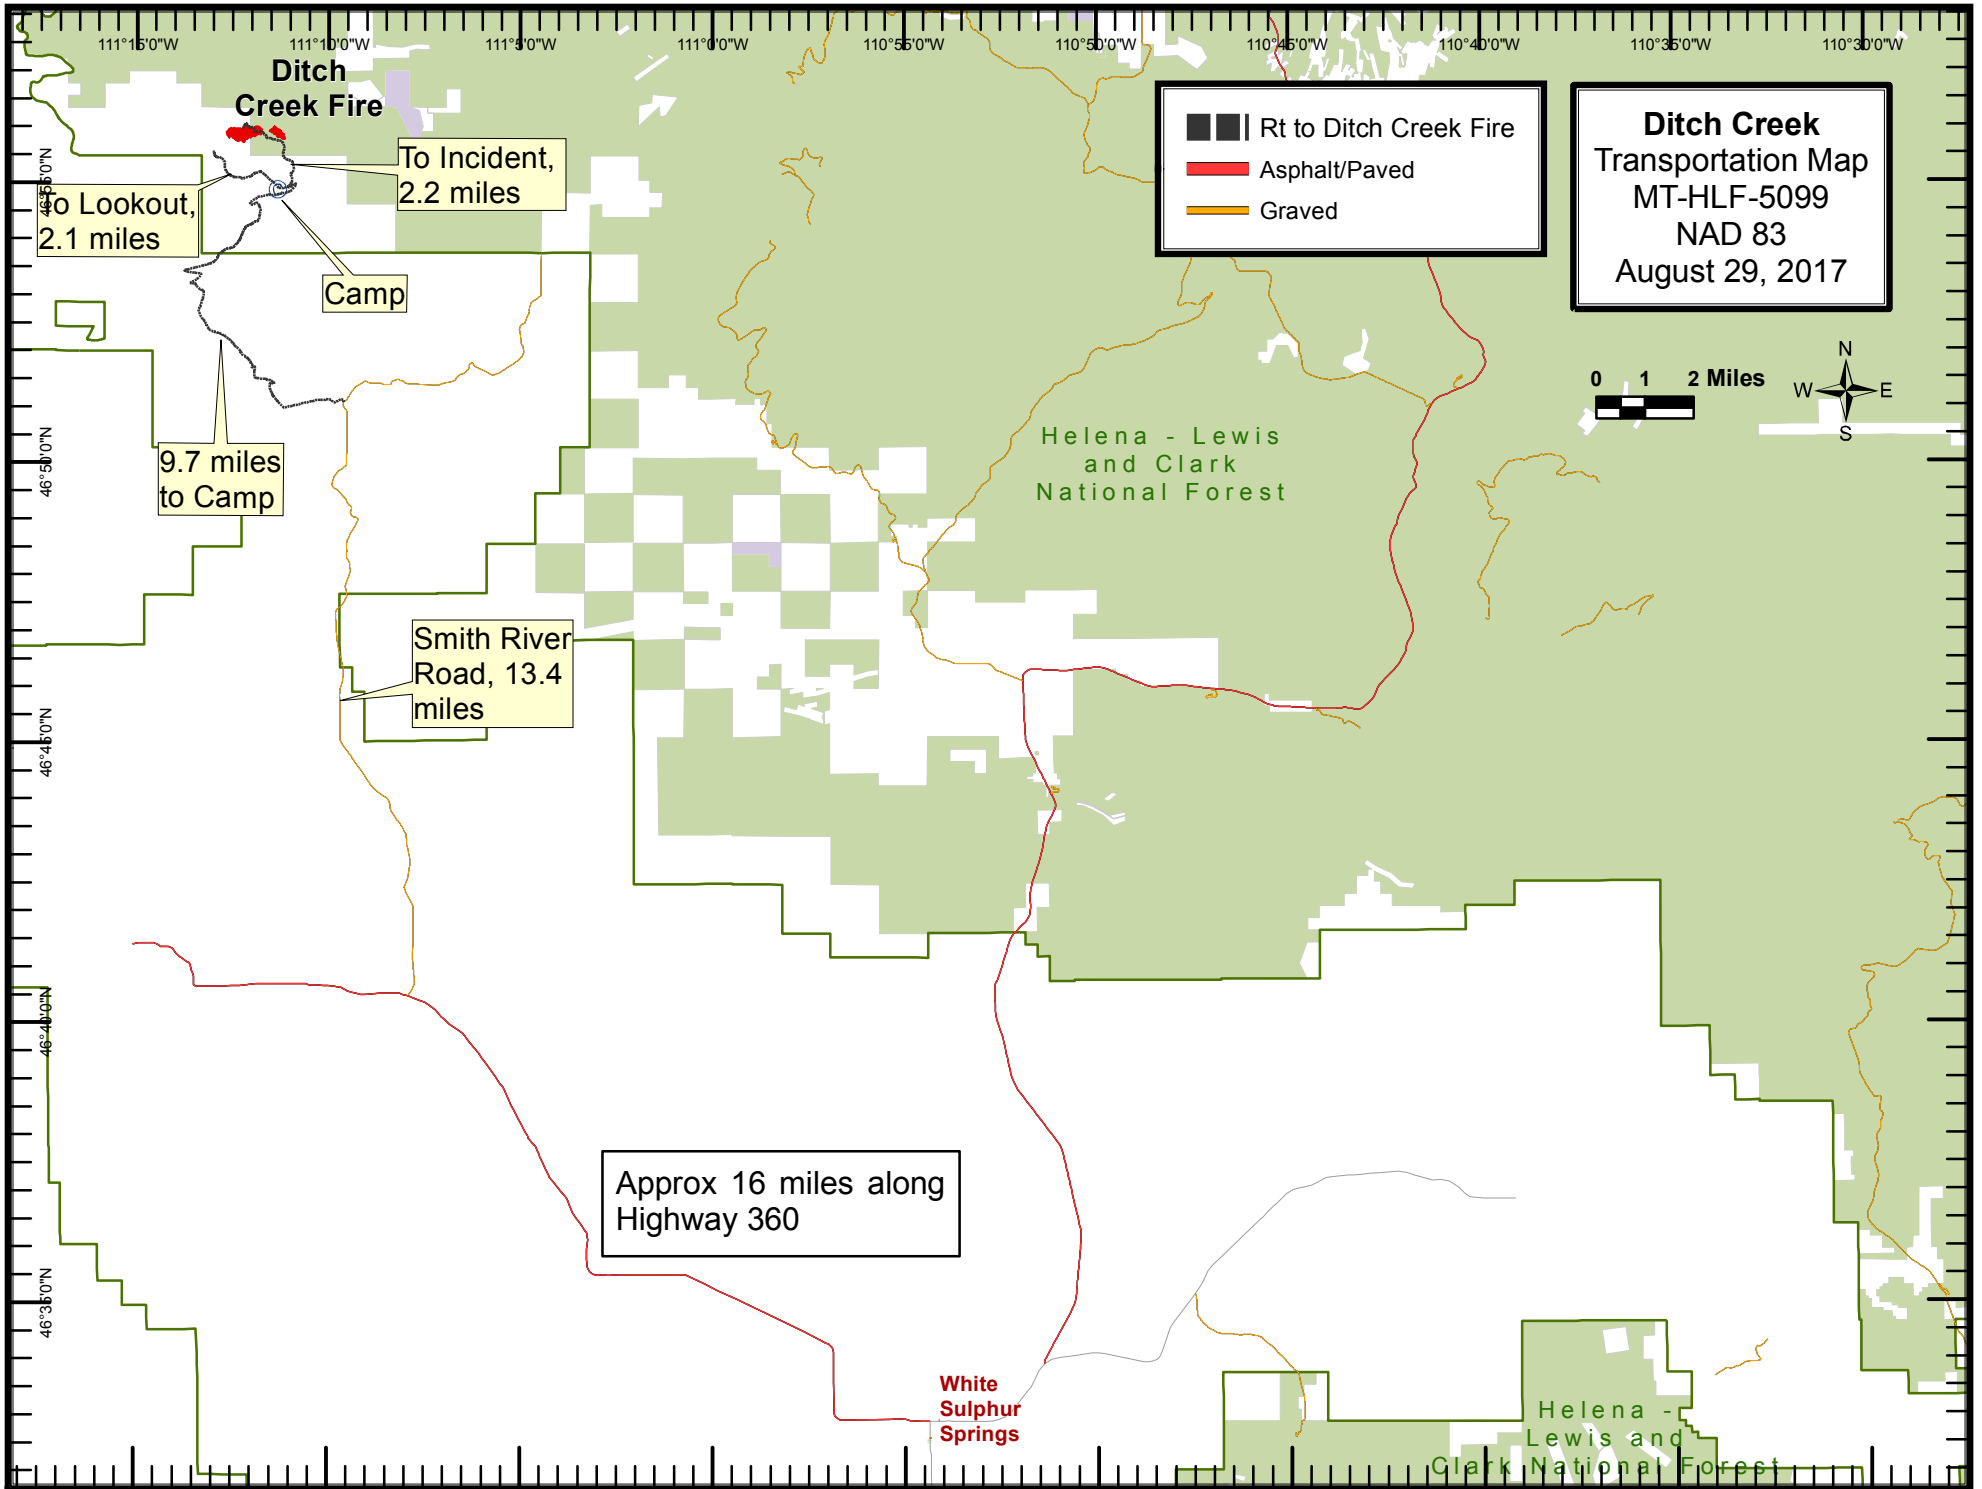 111°15'0"W
111°10'0"W
111°5'0"W
111°0'0"W
110°55'0"W
110°50'0"W
110°45'0"W
110°40'0"W
110°35'0"W
110°30'0"W
Ditch
Creek Fire
Rt to Ditch Creek Fire
Asphalt/Paved
Graved
Ditch Creek
Transportation Map
MT-HLF-5099
NAD 83
August 29, 2017
To Incident,
2.2 miles
46°55'0"N
To Lookout,
2.1 miles
Camp
0 1 2 Miles
N
W E
S
9.7 miles
to Camp
46°50'0"N
Helena - Lewis
and Clark
National Forest
Smith River
Road, 13.4
miles
46°45'0"N
46°40'0"N
Approx 16 miles along
Highway 360
46°35'0"N
White
Sulphur
Springs
Helena -
Lewis and
Clark National Forest